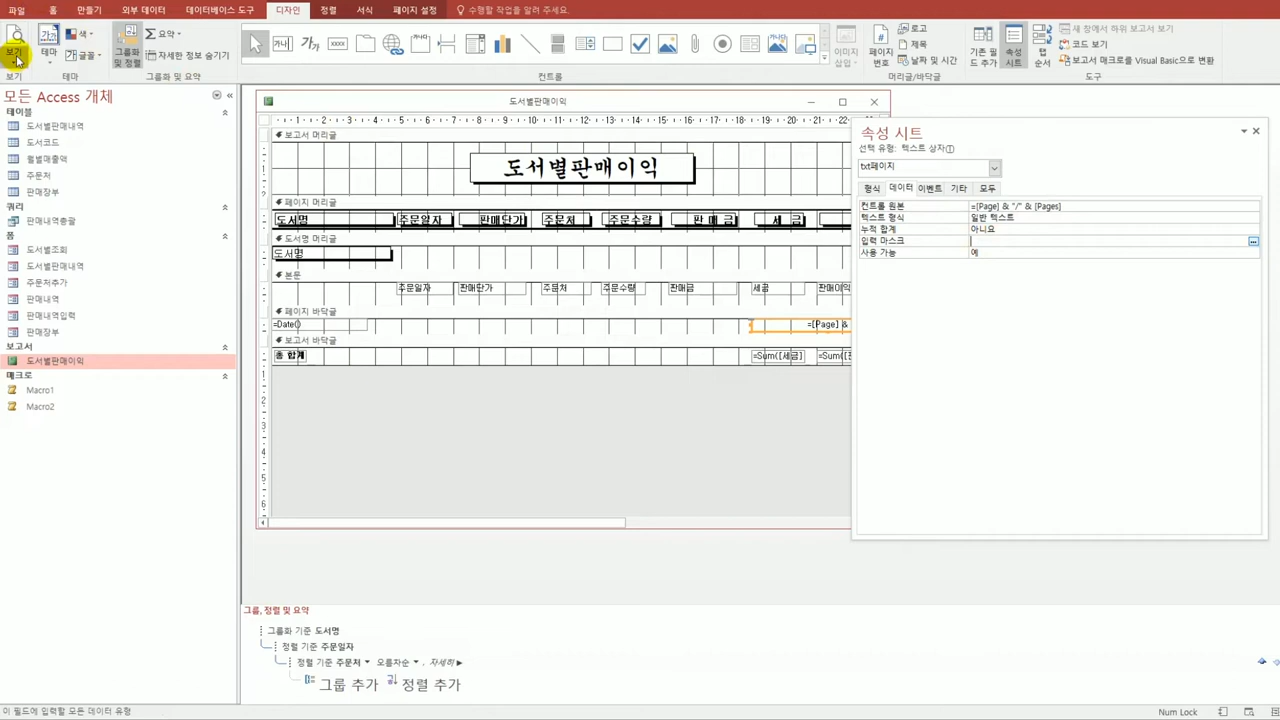 파일 홈 만들기 외부 데이터 데이터베이스 도구 디자인 정렬 서식 페이지 설정 수행할 작업을 알려 주세요.
보기
테마
색
글꼴
그룹화 및 정렬
요약
자세한 정보 숨기기
이미지 삽입
페이지 번호
로고
제목
날짜 및 시간
기존 필드 추가
속성 시트
탭 순서
새 창에서 하위 보고서 보기
코드 보기
보고서 매크로를 Visual Basic으로 변환
보기 테마 그룹화 및 요약 컨트롤 머리글/바닥글 도구
모든 Access 개체
테이블
도서별판매내역
도서코드
월별매출액
주문처
판매장부
쿼리
판매내역총괄
폼
도서별조회
도서별판매내역
주문처추가
판매내역
판매내역입력
판매장부
보고서
도서별판매이익
매크로
Macro1
Macro2
도서별판매이익
보고서 머리글
도서별판매이익
페이지 머리글
도서명 주문일자 판매단가 주문처 주문수량 판 매 금 세 금
도서명 머리글
도서명
본문
주문일자 판매단가 주문처 주문수량 판매금 세금 판매이익
페이지 바닥글
=Date() =[Page] &
보고서 바닥글
총 합계 =Sum([세금]
속성 시트
선택 유형: 텍스트 상자(T)
txt페이지
형식 데이터 이벤트 기타 모두
컨트롤 원본 =[Page] & "/" & [Pages]
텍스트 형식 일반 텍스트
누적 합계 아니요
입력 마스크
사용 가능 예
그룹, 정렬 및 요약
그룹화 기준 도서명
정렬 기준 주문일자
정렬 기준 주문처 오름차순 , 자세히
그룹 추가 정렬 추가
이 필드에 입력할 모든 데이터 유형 Num Lock